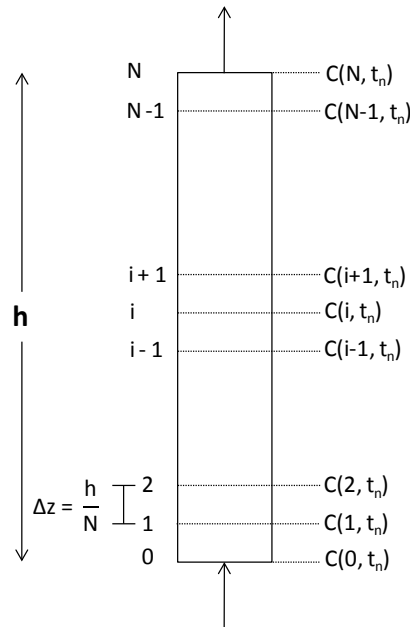 N C(N, tₙ)
N -1 C(N-1, tₙ)
i + 1 C(i+1, tₙ)
h i C(i, tₙ)
i - 1 C(i-1, tₙ)
Δz = h/N
2 C(2, tₙ)
1 C(1, tₙ)
0 C(0, tₙ)